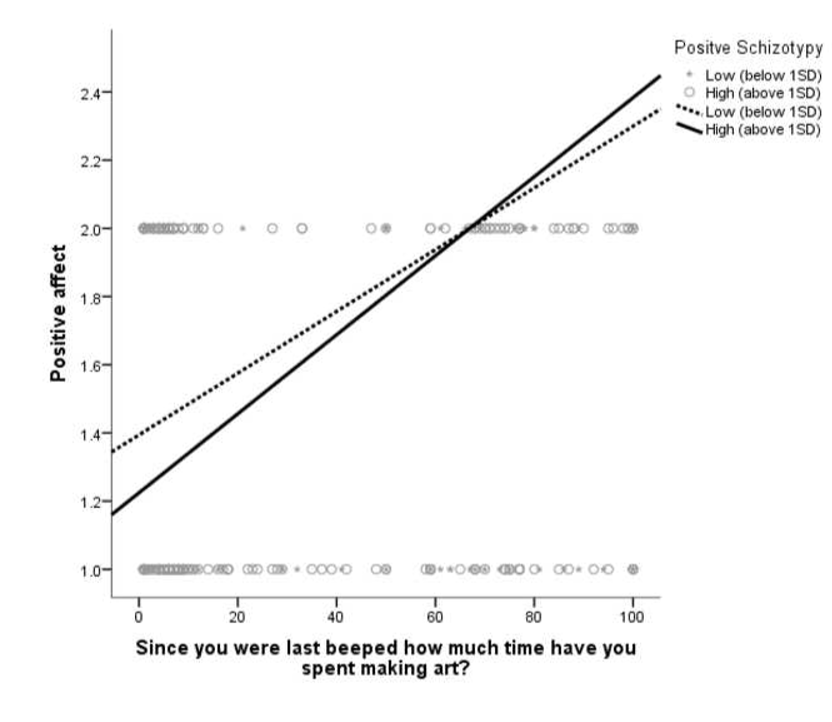 Positve Schizotypy
Low (below 1SD)
High (above 1SD)
Low (below 1SD)
High (above 1SD)
Positive affect
2.4
2.2
2.0
1.8
1.6
1.4
1.2
1.0
0 20 40 60 80 100
Since you were last beeped how much time have you
spent making art?